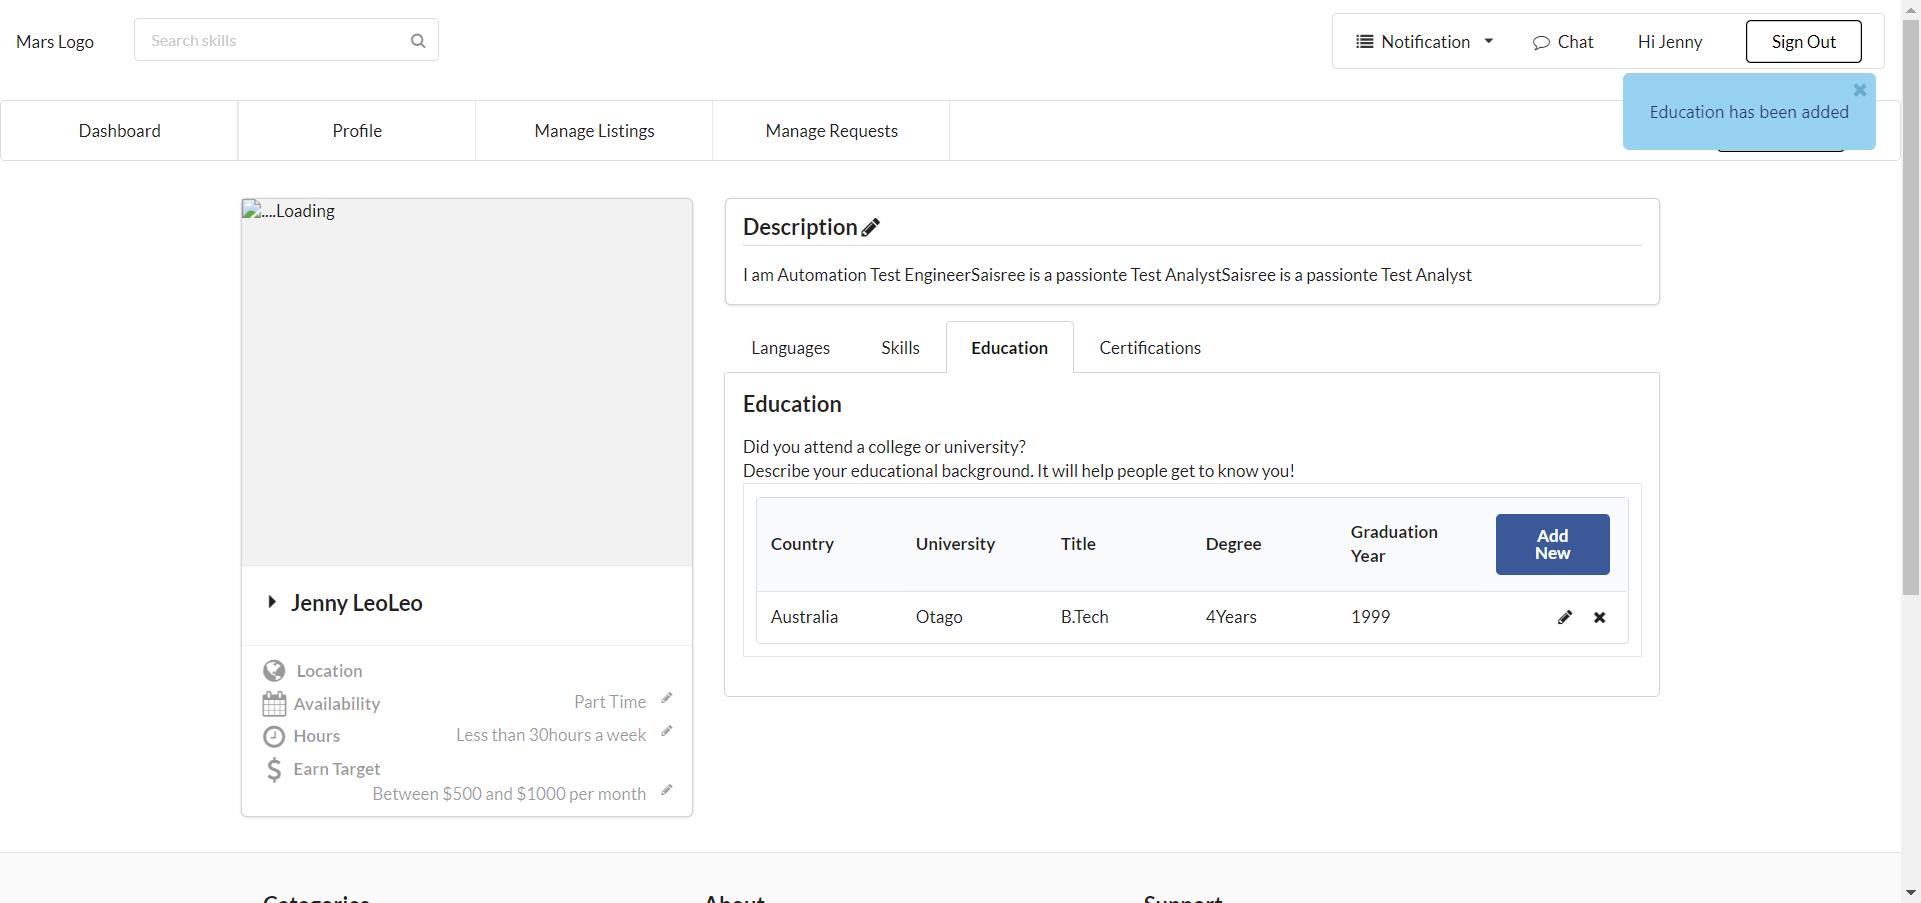 Mars Logo
Search skills
Notification
Chat
Hi Jenny
Sign Out
Education has been added
Dashboard
Profile
Manage Listings
Manage Requests
....Loading
Jenny LeoLeo
Location
Availability
Part Time
Hours
Less than 30hours a week
Earn Target
Between $500 and $1000 per month
Description
I am Automation Test EngineerSaisree is a passionte Test AnalystSaisree is a passionte Test Analyst
Languages
Skills
Education
Certifications
Education
Did you attend a college or university?
Describe your educational background. It will help people get to know you!
Country
University
Title
Degree
Graduation
Year
Add
New
Australia
Otago
B.Tech
4Years
1999
Categories
About
Support